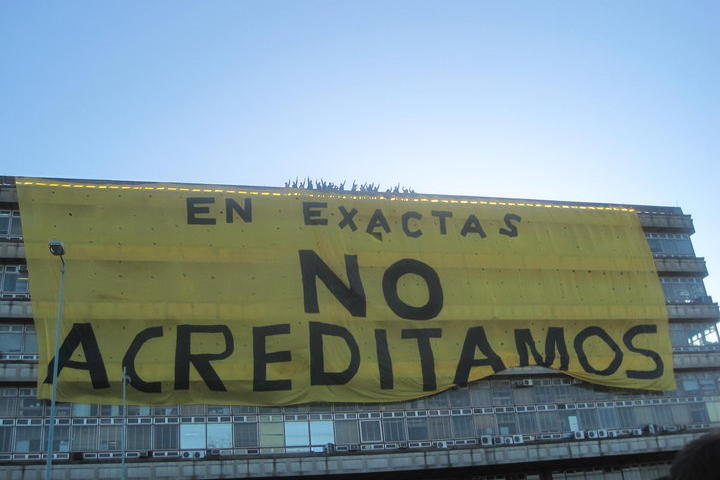 EN EXACTAS
NO
ACREDITAMOS